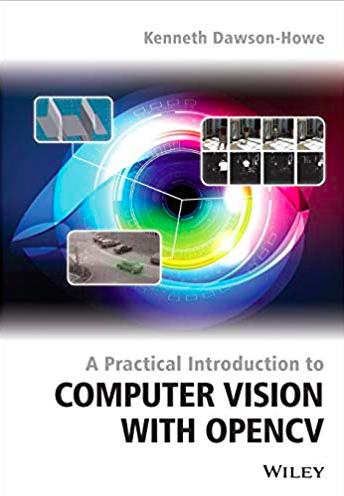 Kenneth Dawson-Howe
A Practical Introduction to
COMPUTER VISION
WITH OPENCV
WILEY